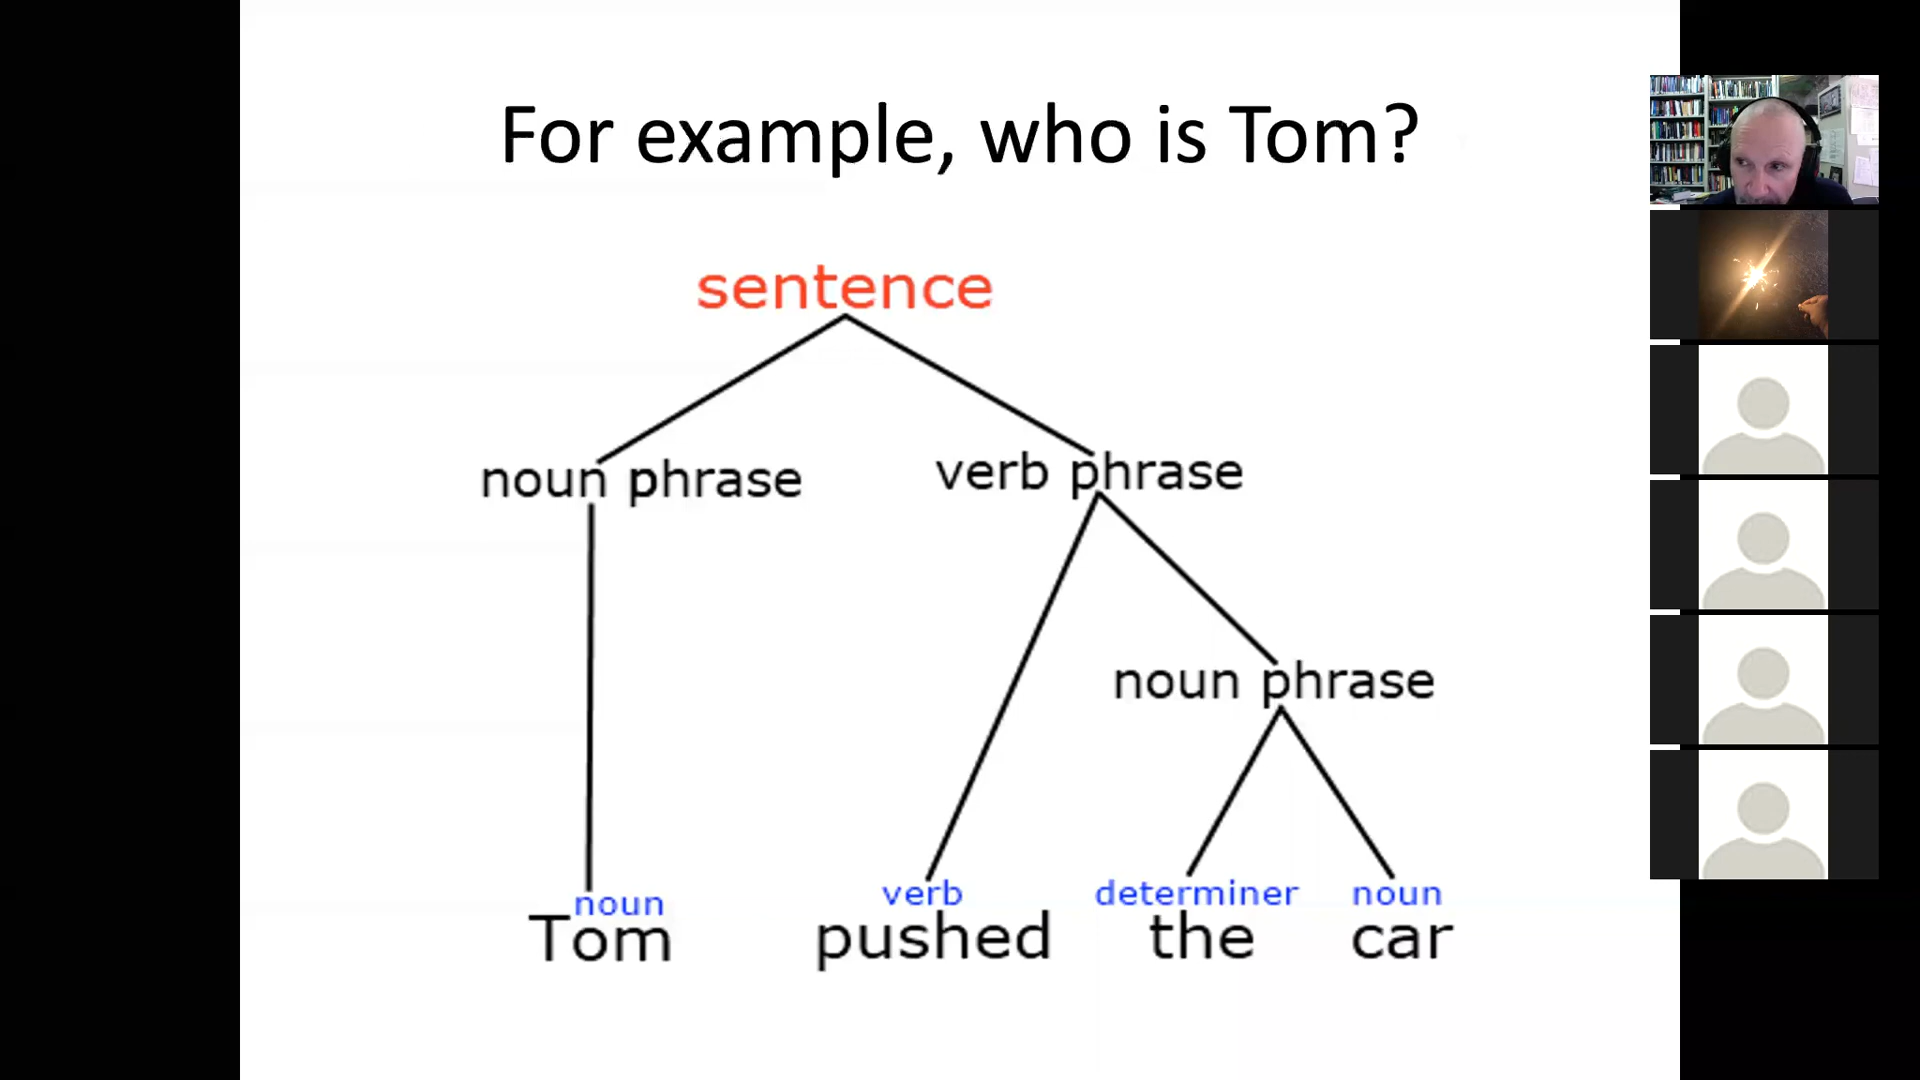 For example, who is Tom?
sentence
noun phrase verb phrase
noun phrase
noun verb determiner noun
Tom pushed the car